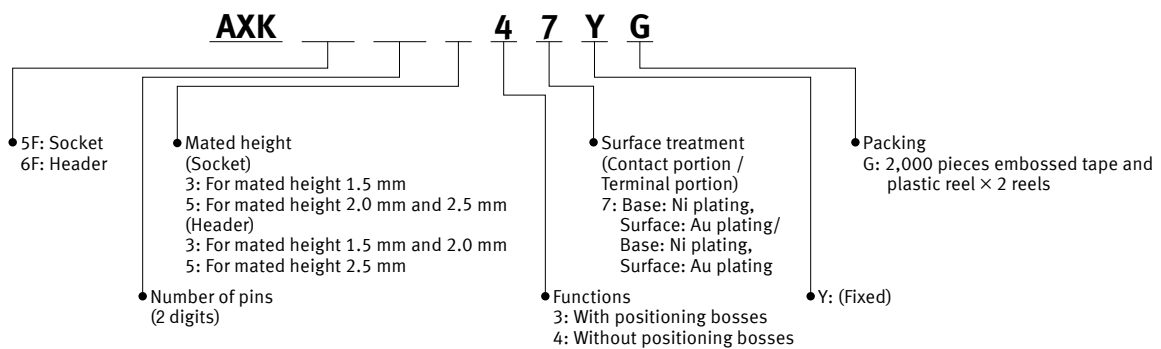 AXK 4 7 Y G
5F: Socket
6F: Header
Mated height
(Socket)
3: For mated height 1.5 mm
5: For mated height 2.0 mm and 2.5 mm
(Header)
3: For mated height 1.5 mm and 2.0 mm
5: For mated height 2.5 mm
Surface treatment
(Contact portion /
Terminal portion)
7: Base: Ni plating,
Surface: Au plating/
Base: Ni plating,
Surface: Au plating
Packing
G: 2,000 pieces embossed tape and
plastic reel × 2 reels
Number of pins
(2 digits)
Functions
3: With positioning bosses
4: Without positioning bosses
Y: (Fixed)